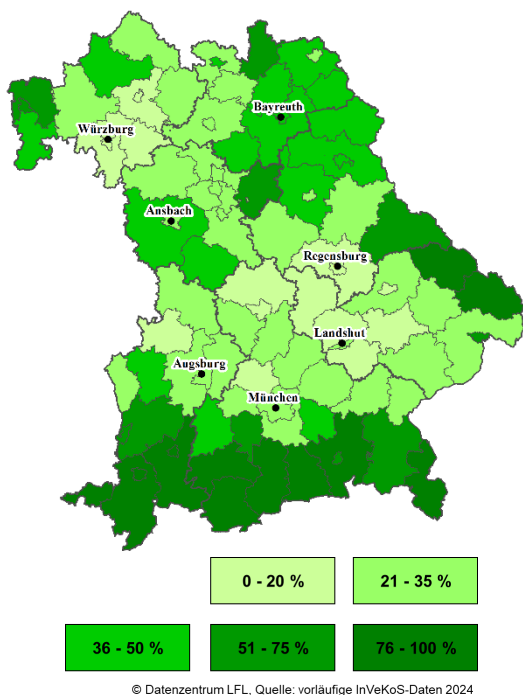 Bayreuth
Würzburg
Ansbach
Regensburg
Landshut
Augsburg
München
0 - 20 %
21 - 35 %
36 - 50 %
51 - 75 %
76 - 100 %
© Datenzentrum LFL, Quelle: vorläufige InVeKoS-Daten 2024